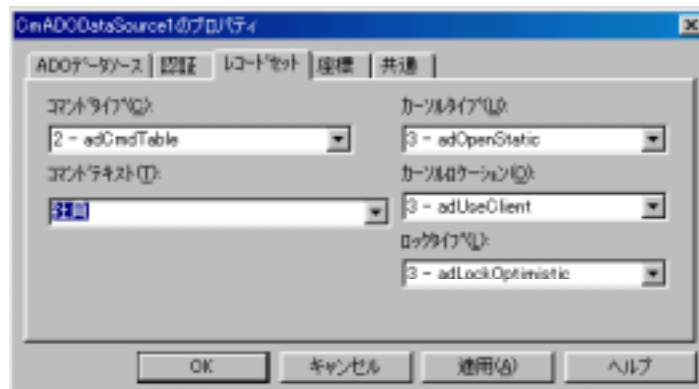 CmADODataSource1のプロパティ
ADOデータソース 認証 レコードセット 座標 共通
コマンドタイプ(C):
2 - adCmdTable
コマンドテキスト(T):
社員
カーソルタイプ(U):
3 - adOpenStatic
カーソルロケーション(O):
3 - adUseClient
ロックタイプ(L):
3 - adLockOptimistic
OK キャンセル 適用(A) ヘルプ